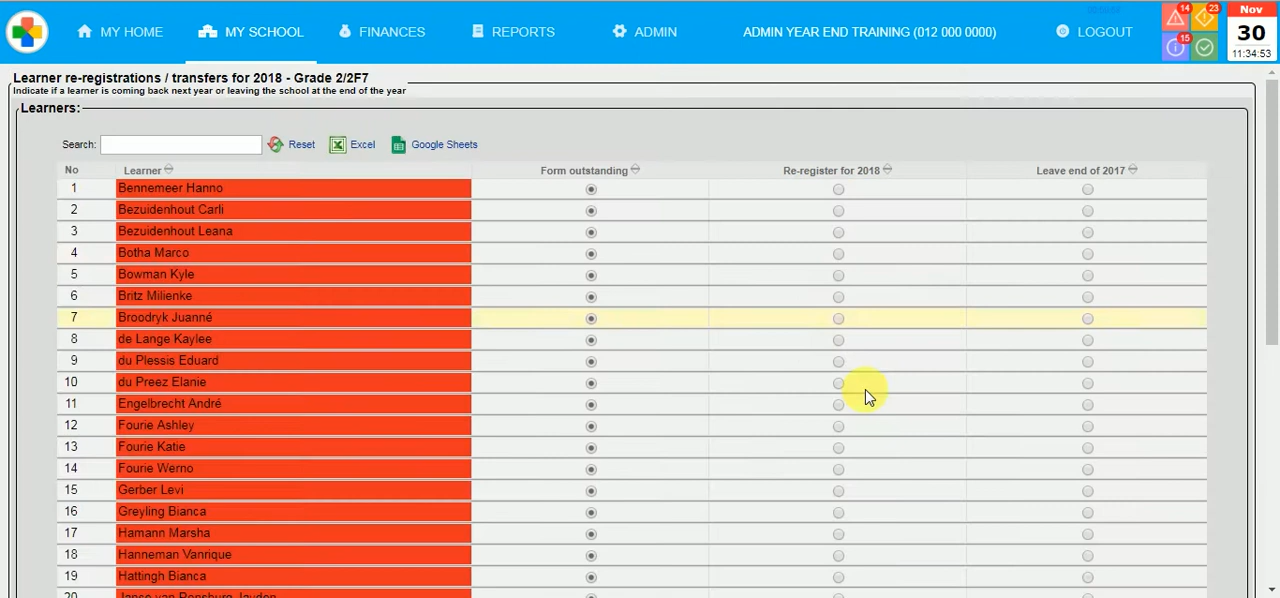 MY HOME MY SCHOOL FINANCES REPORTS ADMIN ADMIN YEAR END TRAINING (012 000 0000) LOGOUT 14 23 15 Nov 30 11:34:53
Learner re-registrations / transfers for 2018 - Grade 2/2F7
Indicate if a learner is coming back next year or leaving the school at the end of the year
Learners:
Search: Reset Excel Google Sheets
No Learner Form outstanding Re-register for 2018 Leave end of 2017
1 Bennemeer Hanno
2 Bezuidenhout Carli
3 Bezuidenhout Leana
4 Botha Marco
5 Bowman Kyle
6 Britz Milienke
7 Broodryk Juanné
8 de Lange Kaylee
9 du Plessis Eduard
10 du Preez Elanie
11 Engelbrecht André
12 Fourie Ashley
13 Fourie Katie
14 Fourie Werno
15 Gerber Levi
16 Greyling Bianca
17 Hamann Marsha
18 Hanneman Vanrique
19 Hattingh Bianca
20 Janse van Rensburg Jayden